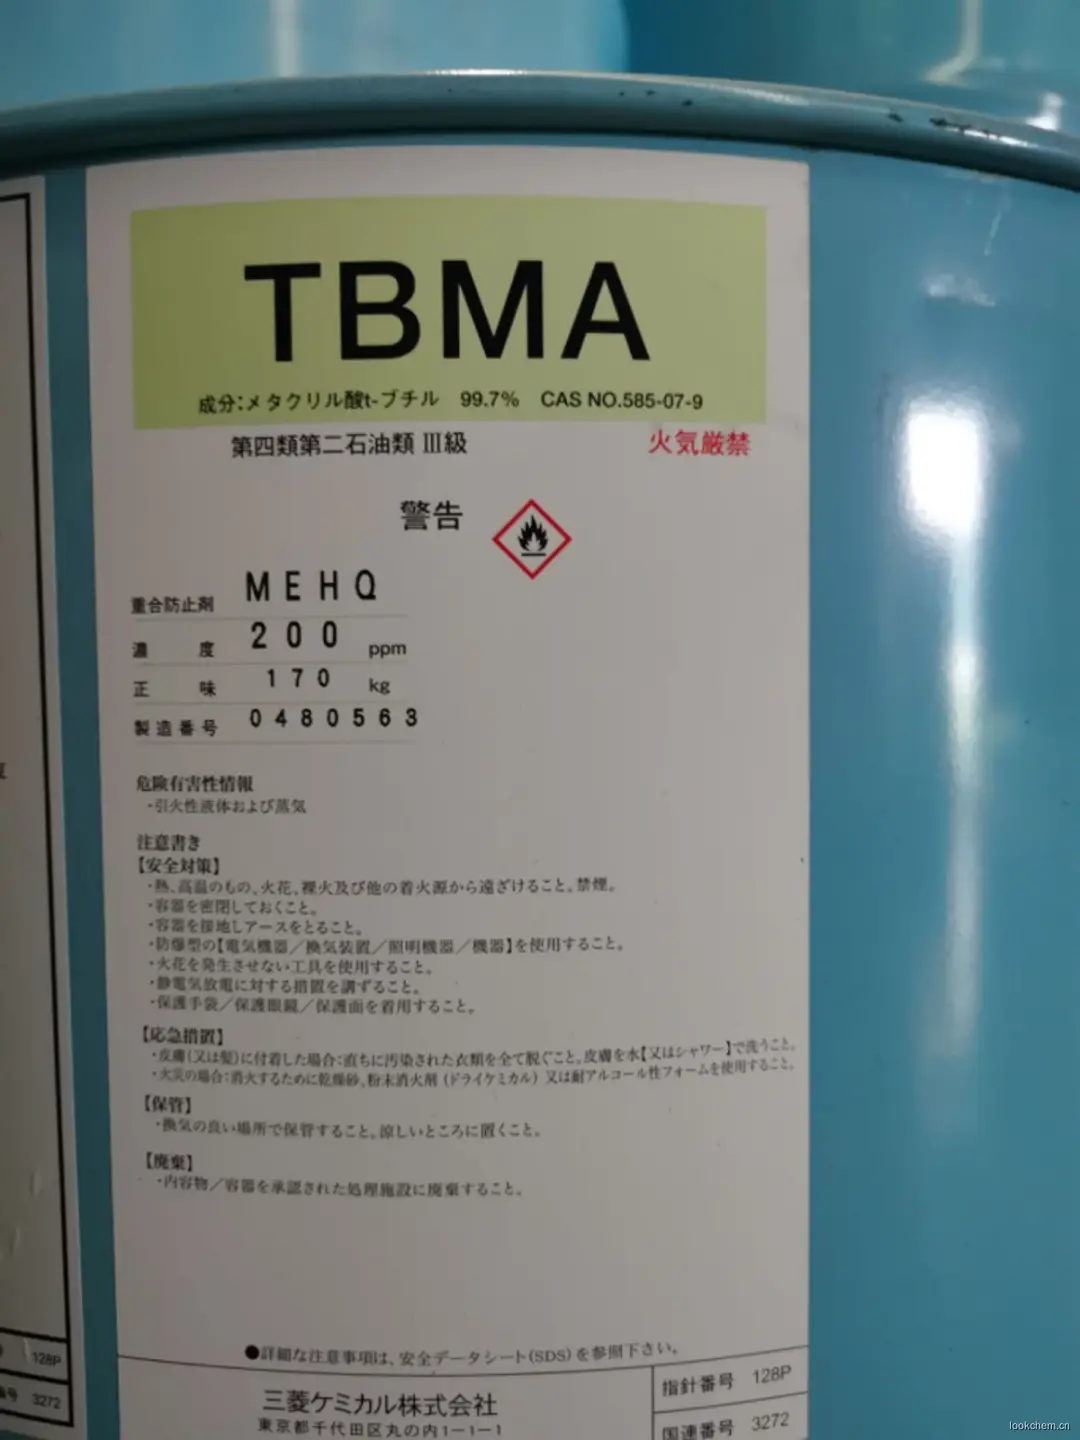 TBMA
成分:メタクリル酸t-ブチル 99.7% CAS NO.585-07-9
第四類第二石油類 Ⅲ級 火気厳禁
警告
重合防止剤 MEHQ
濃度 200 ppm
正味 170 kg
製造番号 0480563
危険有害性情報
・引火性液体および蒸気
注意書き
【安全対策】
・熱、高温のもの、火花、裸火及び他の着火源から遠ざけること。禁煙。
・容器を密閉しておくこと。
・容器を接地しアースをとること。
・防爆型の【電気機器/換気装置/照明機器/機器】を使用すること。
・火花を発生させない工具を使用すること。
・静電気放電に対する措置を講ずること。
・保護手袋/保護眼鏡/保護面を着用すること。
【応急措置】
・皮膚(又は髪)に付着した場合:直ちに汚染された衣類を全て脱ぐこと。皮膚を水【又はシャワー】で洗うこと。
・火災の場合:消火するために乾燥砂、粉末消火剤(ドライケミカル)又は耐アルコール性フォームを使用すること。
【保管】
・換気の良い場所で保管すること。涼しいところに置くこと。
【廃棄】
・内容物/容器を承認された処理施設に廃棄すること。
●詳細な注意事項は、安全データシート(SDS)を参照下さい。
三菱ケミカル株式会社
東京都千代田区丸の内1-1-1
指針番号 128P
国連番号 3272
128P
号 3272
lookchem.cn